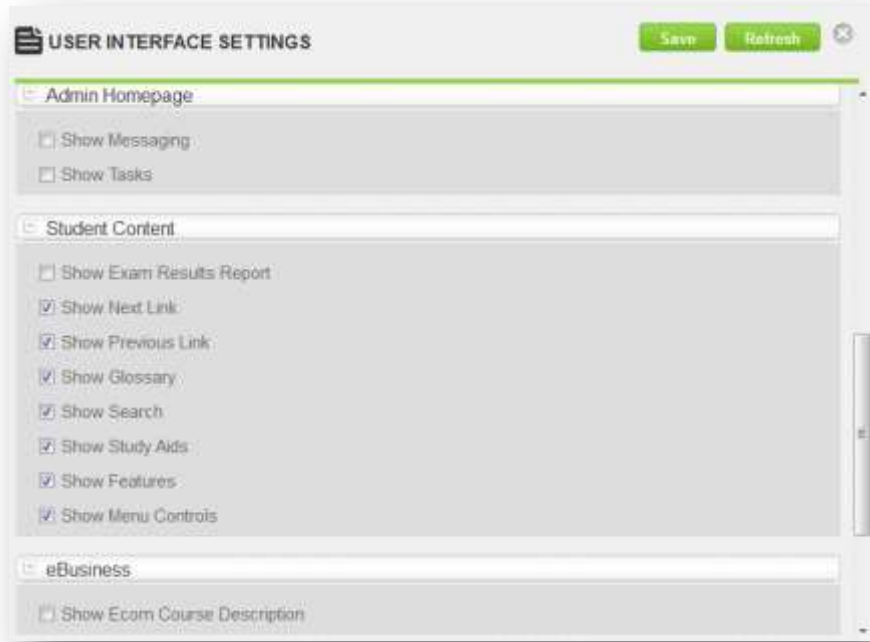 USER INTERFACE SETTINGS
Save
Refresh
Admin Homepage
Show Messaging
Show Tasks
Student Content
Show Exam Results Report
Show Next Link
Show Previous Link
Show Glossary
Show Search
Show Study Aids
Show Features
Show Menu Controls
eBusiness
Show Ecom Course Description